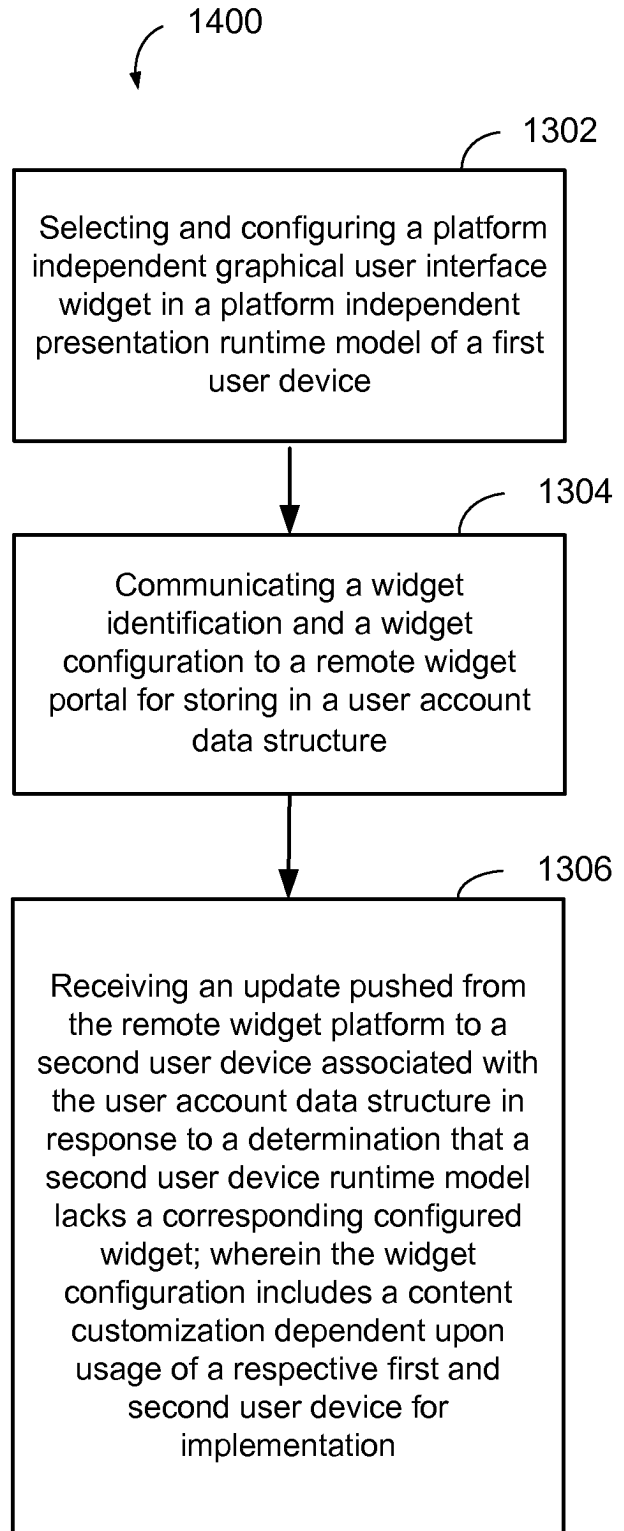 1400
1302
Selecting and configuring a platform
independent graphical user interface
widget in a platform independent
presentation runtime model of a first
user device
1304
Communicating a widget
identification and a widget
configuration to a remote widget
portal for storing in a user account
data structure
1306
Receiving an update pushed from
the remote widget platform to a
second user device associated with
the user account data structure in
response to a determination that a
second user device runtime model
lacks a corresponding configured
widget; wherein the widget
configuration includes a content
customization dependent upon
usage of a respective first and
second user device for
implementation